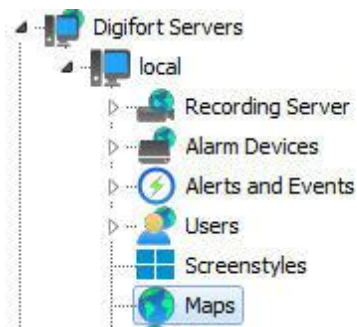 Digifort Servers
local
Recording Server
Alarm Devices
Alerts and Events
Users
Screenstyles
Maps